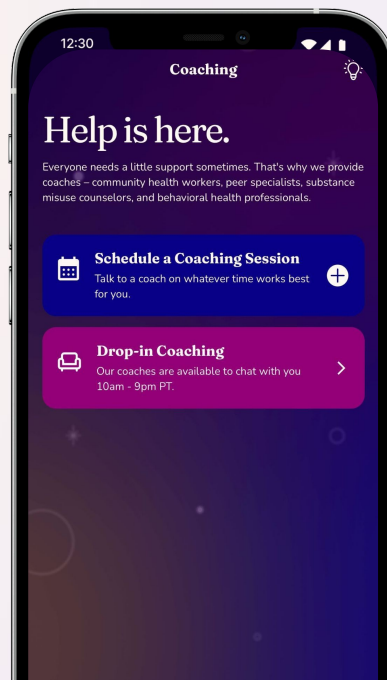 12:30
Coaching
Help is here.
Everyone needs a little support sometimes. That's why we provide
coaches – community health workers, peer specialists, substance
misuse counselors, and behavioral health professionals.
Schedule a Coaching Session
Talk to a coach on whatever time works best
for you.
Drop-in Coaching
Our coaches are available to chat with you
10am - 9pm PT.